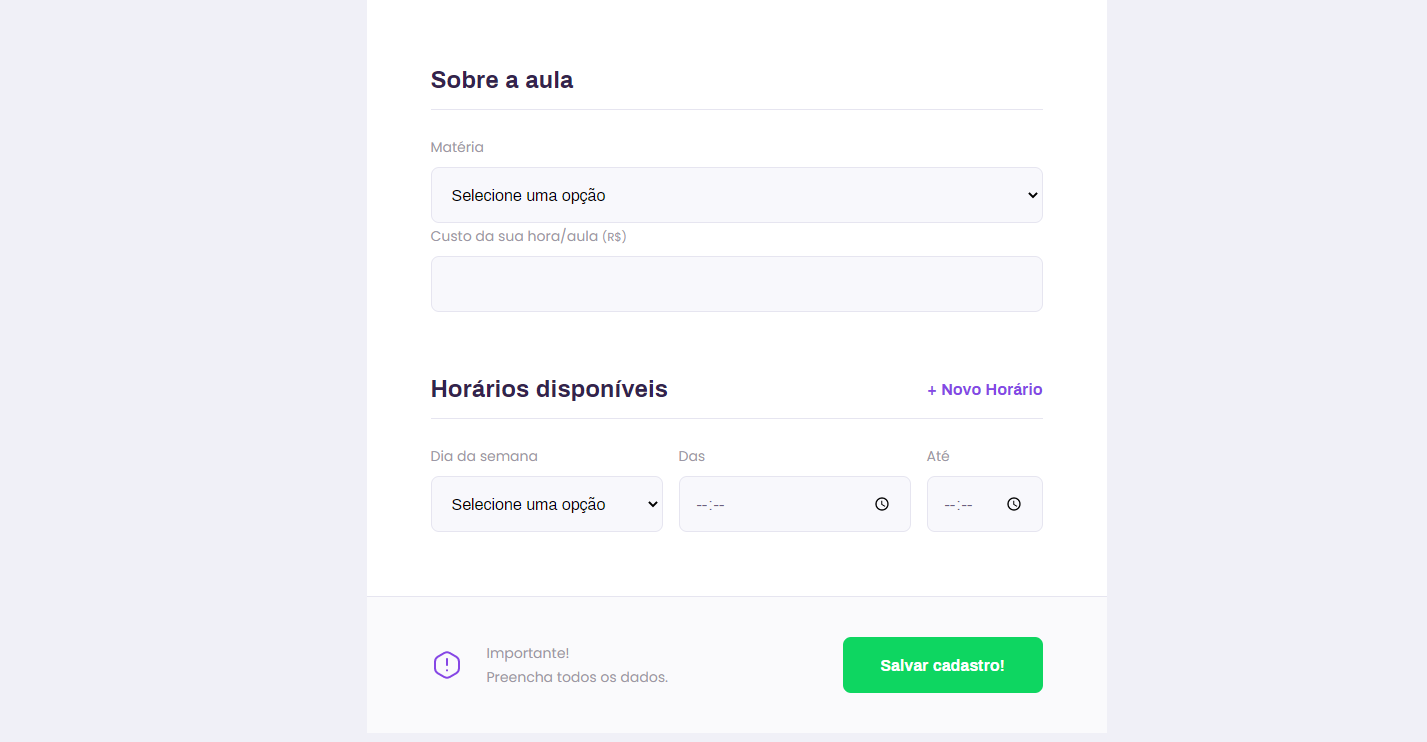 Sobre a aula
Matéria
Selecione uma opção
Custo da sua hora/aula (R$)
Horários disponíveis
+ Novo Horário
Dia da semana
Das
Até
Selecione uma opção
--:--
--:--
Importante!
Preencha todos os dados.
Salvar cadastro!